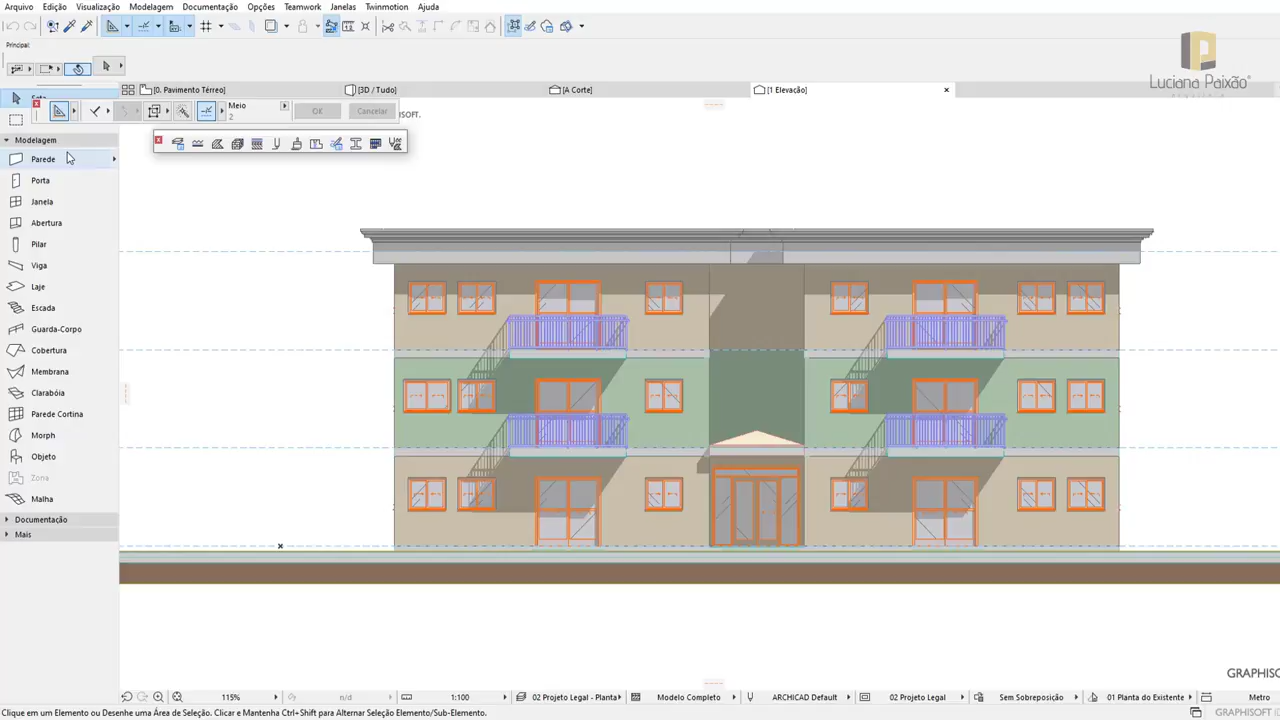 Arquivo Edição Visualização Modelagem Documentação Opções Teamwork Janelas Twinmotion Ajuda
Principal:
Luciana Paixão®
[0. Pavimento Térreo] [3D / Tudo] [A Corte] [1 Elevação]
Meio
2
OK Cancelar
SOFT.
Modelagem
Parede
Porta
Janela
Abertura
Pilar
Viga
Laje
Escada
Guarda-Corpo
Cobertura
Membrana
Clarabóia
Parede Cortina
Morph
Objeto
Zona
Malha
Documentação
Mais
GRAPHISOFT.
115% n/d 1:100 02 Projeto Legal - Planta Modelo Completo ARCHICAD Default 02 Projeto Legal Sem Sobreposição 01 Planta do Existente Metro
Clique em um Elemento ou Desenhe uma Área de Seleção. Clicar e Mantenha Ctrl+Shift para Alternar Seleção Elemento/Sub-Elemento.
GRAPHISOFT ID